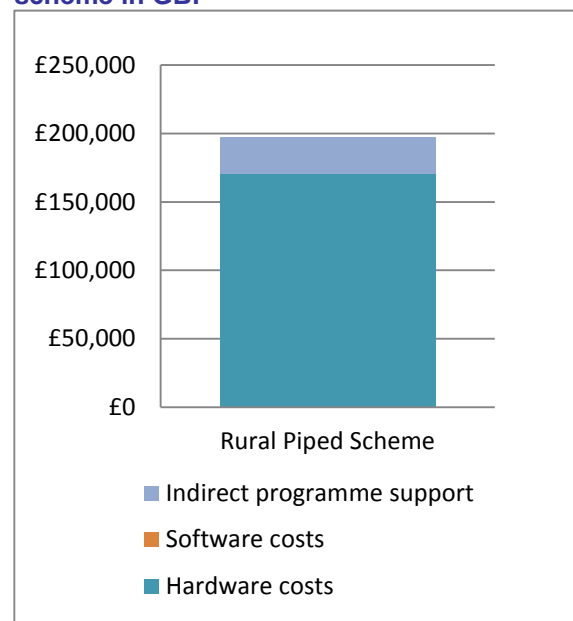 scheme in GBP
£250,000
£200,000
£150,000
£100,000
£50,000
£0
Rural Piped Scheme
Indirect programme support
Software costs
Hardware costs